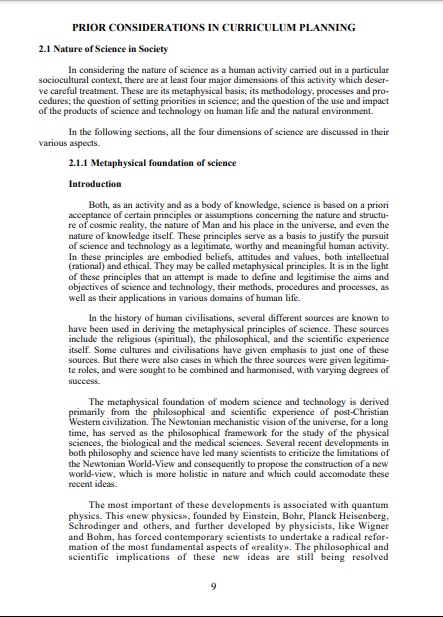 PRIOR CONSIDERATIONS IN CURRICULUM PLANNING
2.1 Nature of Science in Society
In considering the nature of science as a human activity carried out in a particular
sociocultural context, there are at least four major dimensions of this activity which deser-
ve careful treatment. These are its metaphysical basis; its methodology, processes and pro-
cedures; the question of setting priorities in science; and the question of the use and impact
of the products of science and technology on human life and the natural environment.
In the following sections, all the four dimensions of science are discussed in their
various aspects.
2.1.1 Metaphysical foundation of science
Introduction
Both, as an activity and as a body of knowledge, science is based on a priori
acceptance of certain principles or assumptions concerning the nature and structu-
re of cosmic reality, the nature of Man and his place in the universe, and even the
nature of knowledge itself. These principles serve as a basis to justify the pursuit
of science and technology as a legitimate, worthy and meaningful human activity.
In these principles are embodied beliefs, attitudes and values, both intellectual
(rational) and ethical. They may be called metaphysical principles. It is in the light
of these principles that an attempt is made to define and legitimise the aims and
objectives of science and technology, their methods, procedures and processes, as
well as their applications in various domains of human life.
In the history of human civilisations, several different sources are known to
have been used in deriving the metaphysical principles of science. These sources
include the religious (spiritual), the philosophical, and the scientific experience
itself. Some cultures and civilisations have given emphasis to just one of these
sources. But there were also cases in which the three sources were given legitima-
te roles, and were sought to be combined and harmonised, with varying degrees of
success.
The metaphysical foundation of modern science and technology is derived
primarily from the philosophical and scientific experience of post-Christian
Western civilization. The Newtonian mechanistic vision of the universe, for a long
time, has served as the philosophical framework for the study of the physical
sciences, the biological and the medical sciences. Several recent developments in
both philosophy and science have led many scientists to criticize the limitations of
the Newtonian World-View and consequently to propose the construction of a new
world-view, which is more holistic in nature and which could accomodate these
recent ideas.
The most important of these developments is associated with quantum
physics. This «new physics», founded by Einstein, Bohr, Planck Heisenberg,
Schrodinger and others, and further developed by physicists, like Wigner
and Bohm, has forced contemporary scientists to undertake a radical refor-
mation of the most fundamental aspects of «reality». The philosophical and
scientific implications of these new ideas are still being resolved
9